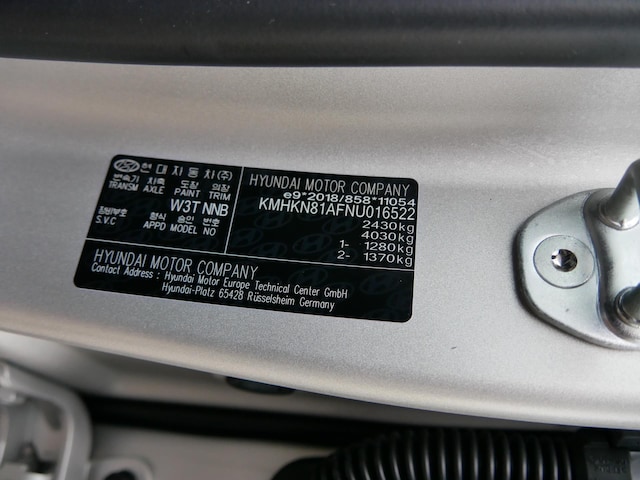 현대자동차(주)
변속기 차축 도장 의장
TRANSM AXLE PAINT TRIM
W3T NNB
장비부호 형식 승인 번호
S.V.C APPD MODEL NO
HYUNDAI MOTOR COMPANY
e9*2018/858*11054
KMHKN81AFNU016522
2430kg
4030kg
1- 1280kg
2- 1370kg
HYUNDAI MOTOR COMPANY
Contact Address : Hyundai Motor Europe Technical Center GmbH
Hyundai-Platz 65428 Rüsselsheim Germany